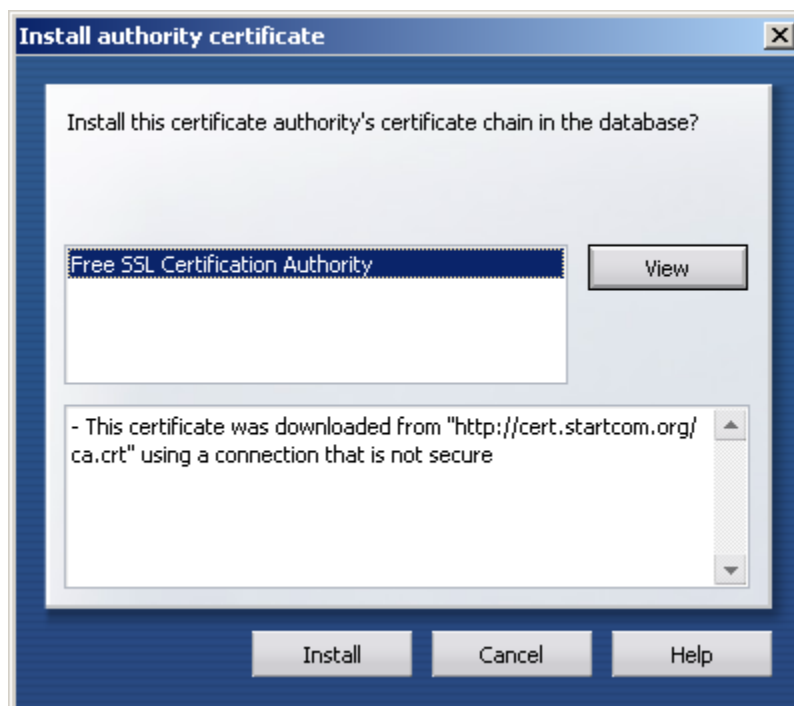 Install authority certificate
Install this certificate authority's certificate chain in the database?
Free SSL Certification Authority
View
- This certificate was downloaded from "http://cert.startcom.org/
ca.crt" using a connection that is not secure
Install
Cancel
Help